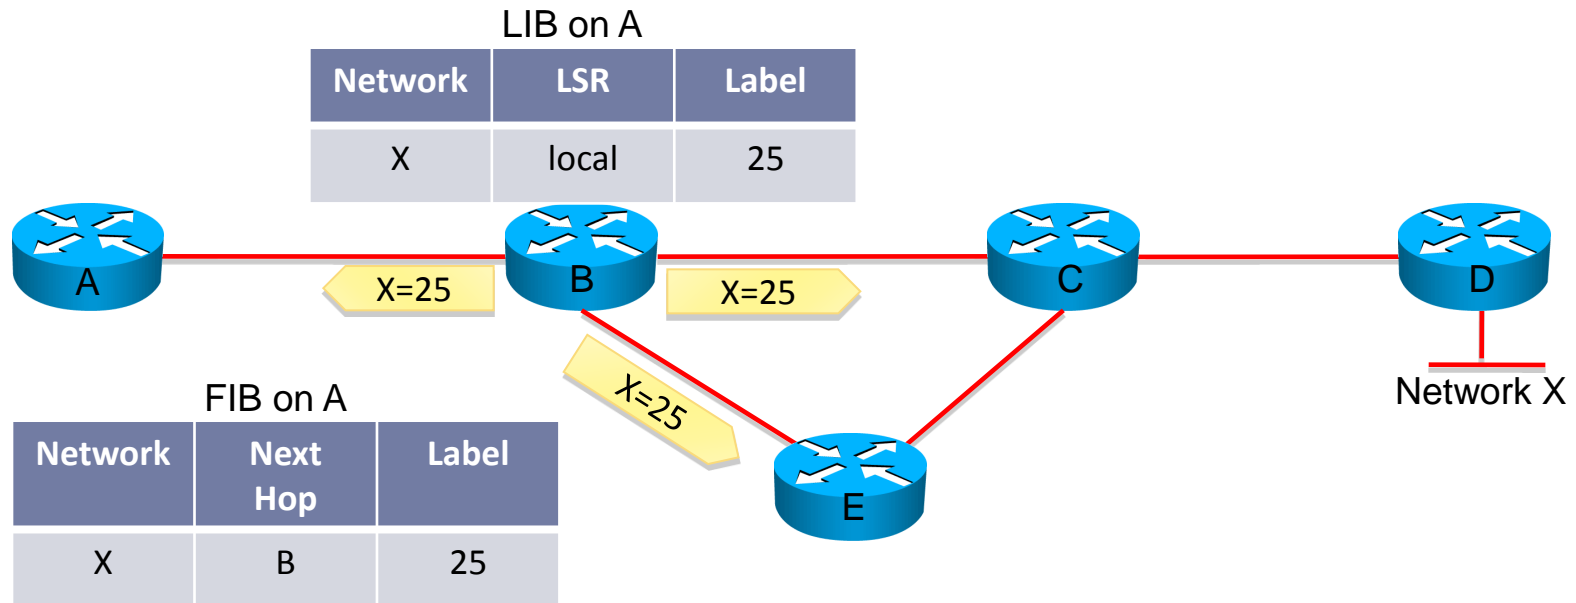 LIB on A
Network LSR Label
X local 25
A
B
C
D
X=25
X=25
X=25
Network X
E
FIB on A
Network Next Hop Label
X B 25